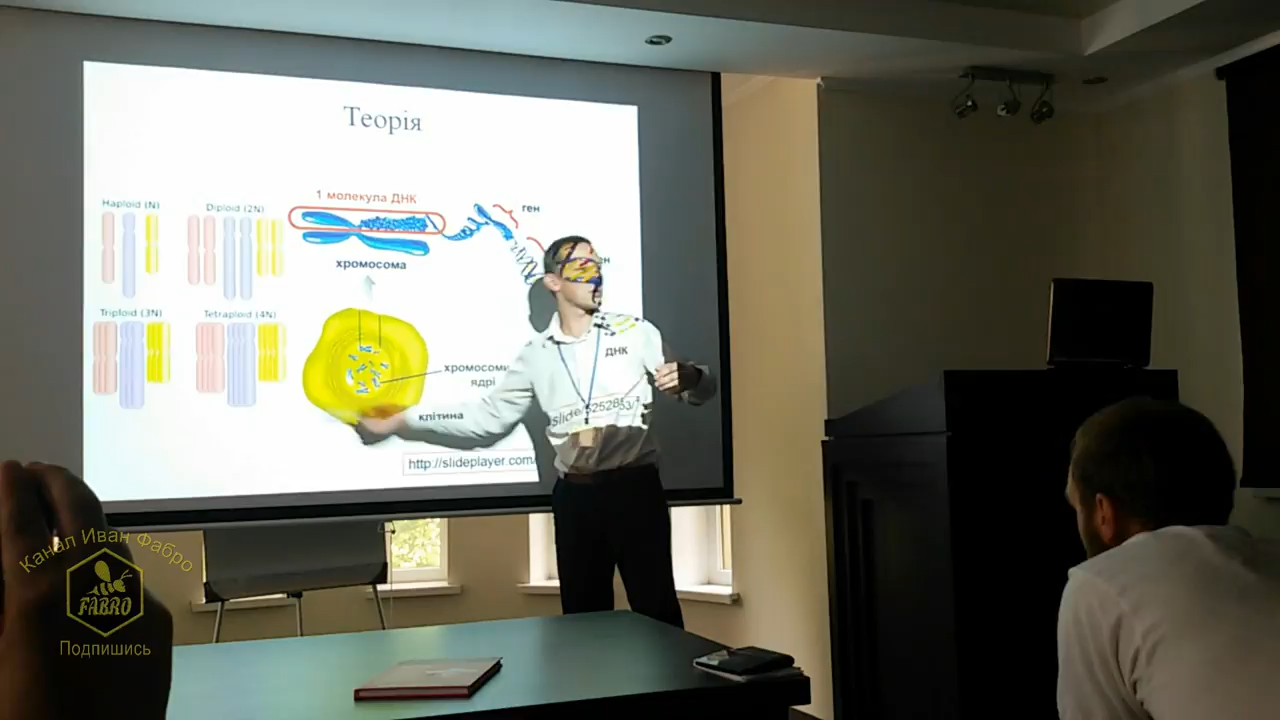 Теорія
Haploid (N)
Diploid (2N)
1 молекула ДНК
ген
хромосома
Triploid (3N)
Tetraploid (4N)
ДНК
хромосоми
ядрі
клітина
http://slideplayer.com/
slide/
Канал Иван Фабро
FABRO
Подпишись